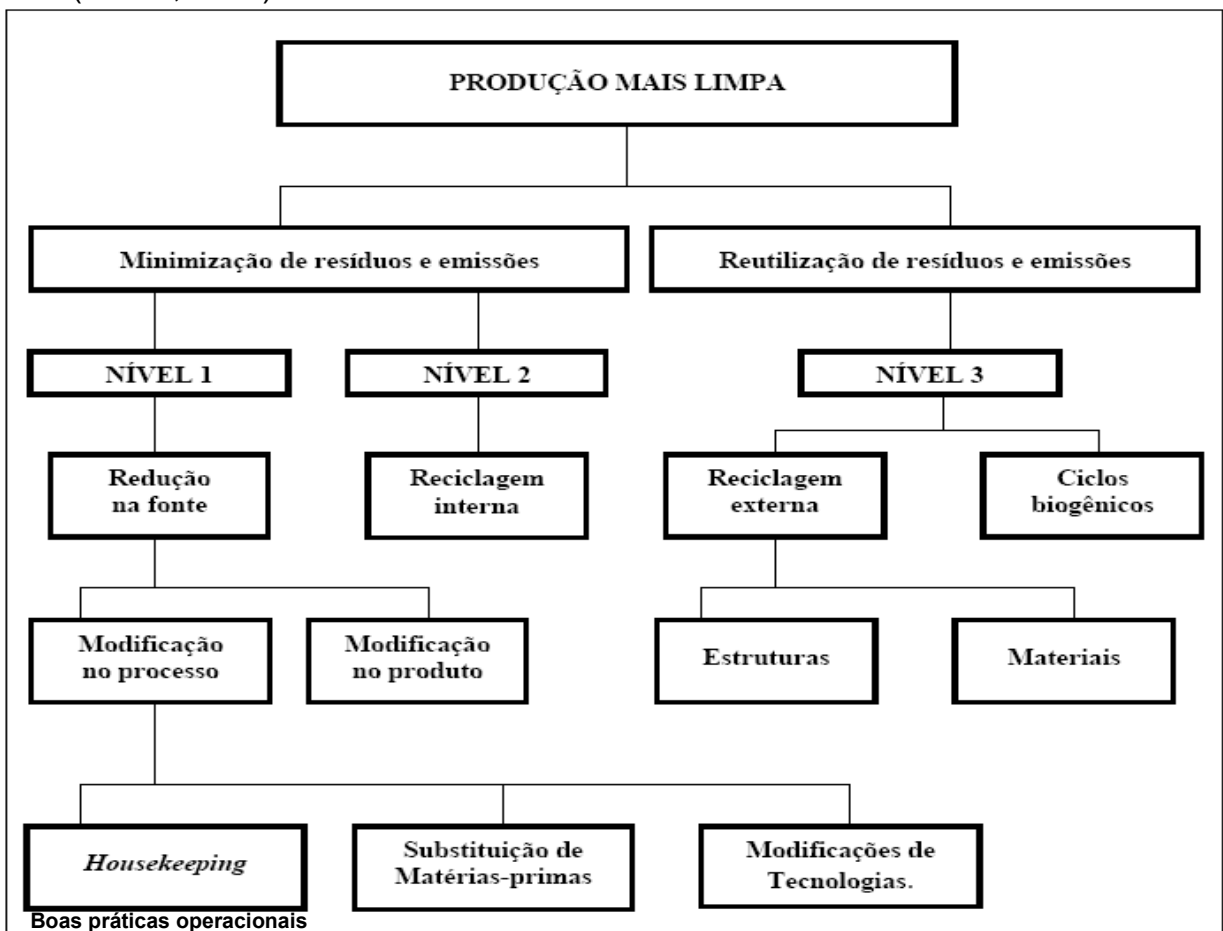 PRODUÇÃO MAIS LIMPA
Minimização de resíduos e emissões
Reutilização de resíduos e emissões
NÍVEL 1
NÍVEL 2
NÍVEL 3
Redução
na fonte
Reciclagem
interna
Reciclagem
externa
Ciclos
biogênicos
Modificação
no processo
Modificação
no produto
Estruturas
Materiais
Housekeeping
Substituição de
Matérias-primas
Modificações de
Tecnologias.
Boas práticas operacionais